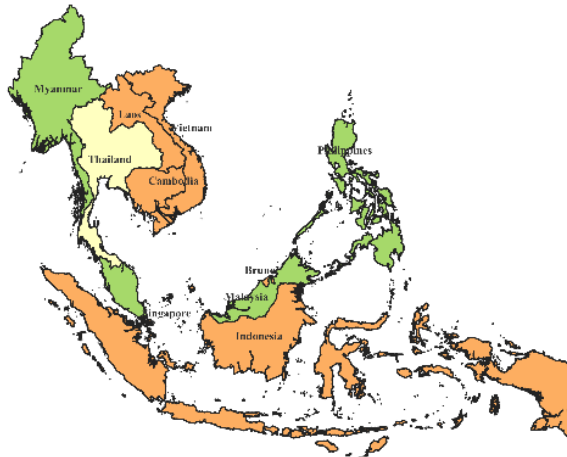 Myanmar
Laos
Vietnam
Thailand
Philippines
Cambodia
Brunei
Malaysia
Singapore
Indonesia